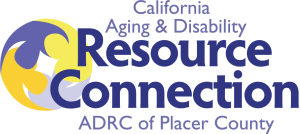 California
Aging & Disability
Resource
Connection
ADRC of Placer County